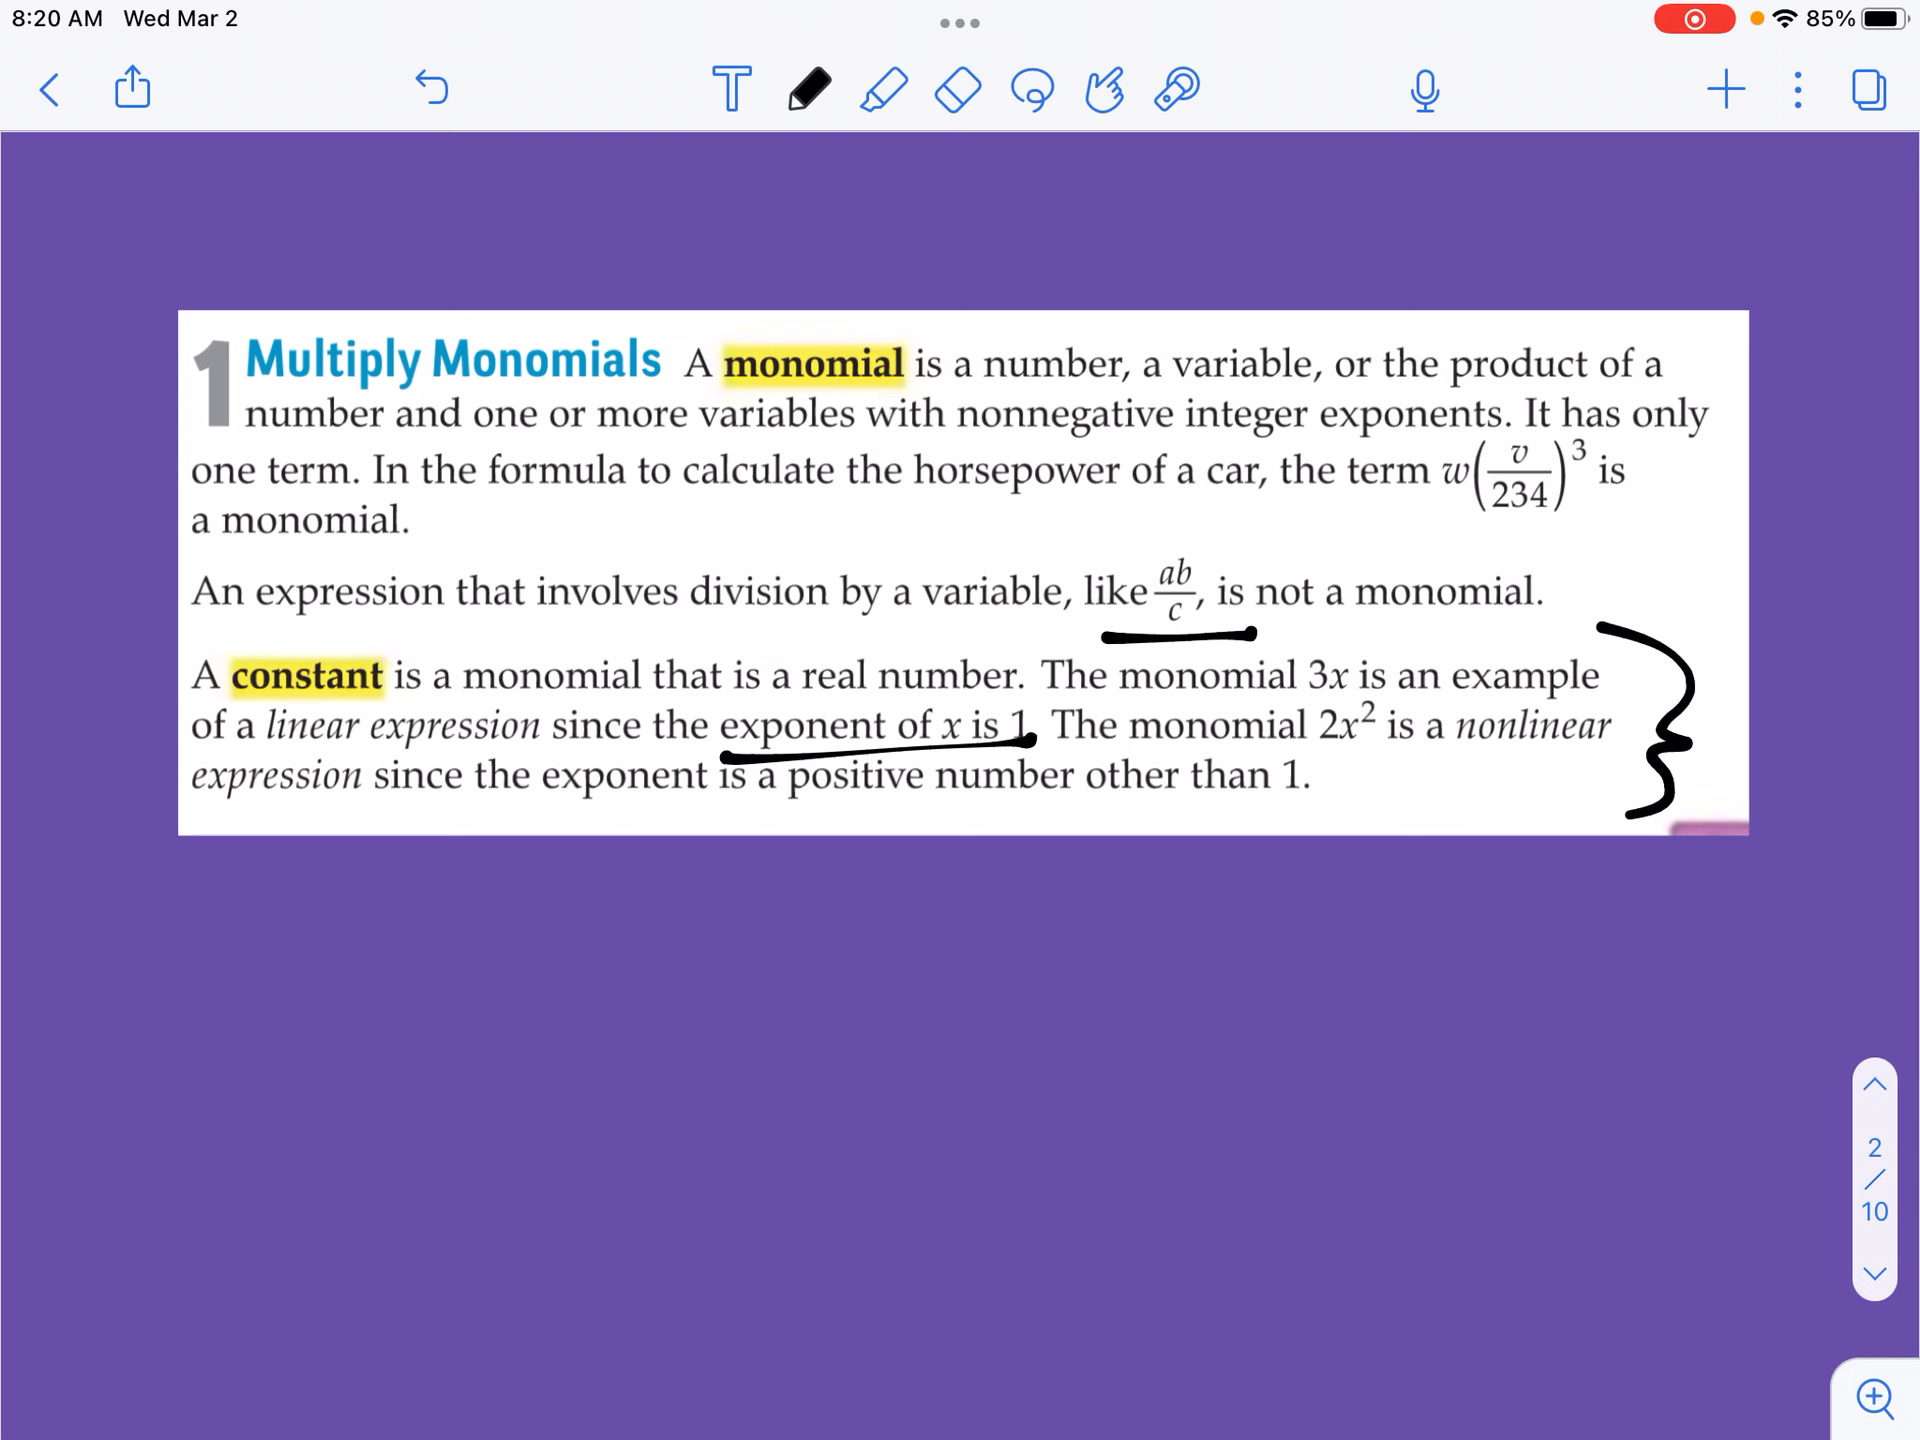 8:20 AM Wed Mar 2
85%
1 Multiply Monomials A monomial is a number, a variable, or the product of a
number and one or more variables with nonnegative integer exponents. It has only
one term. In the formula to calculate the horsepower of a car, the term w(v/234)³ is
a monomial.
An expression that involves division by a variable, like ab/c, is not a monomial.
A constant is a monomial that is a real number. The monomial 3x is an example
of a linear expression since the exponent of x is 1. The monomial 2x² is a nonlinear
expression since the exponent is a positive number other than 1.
2
/
10